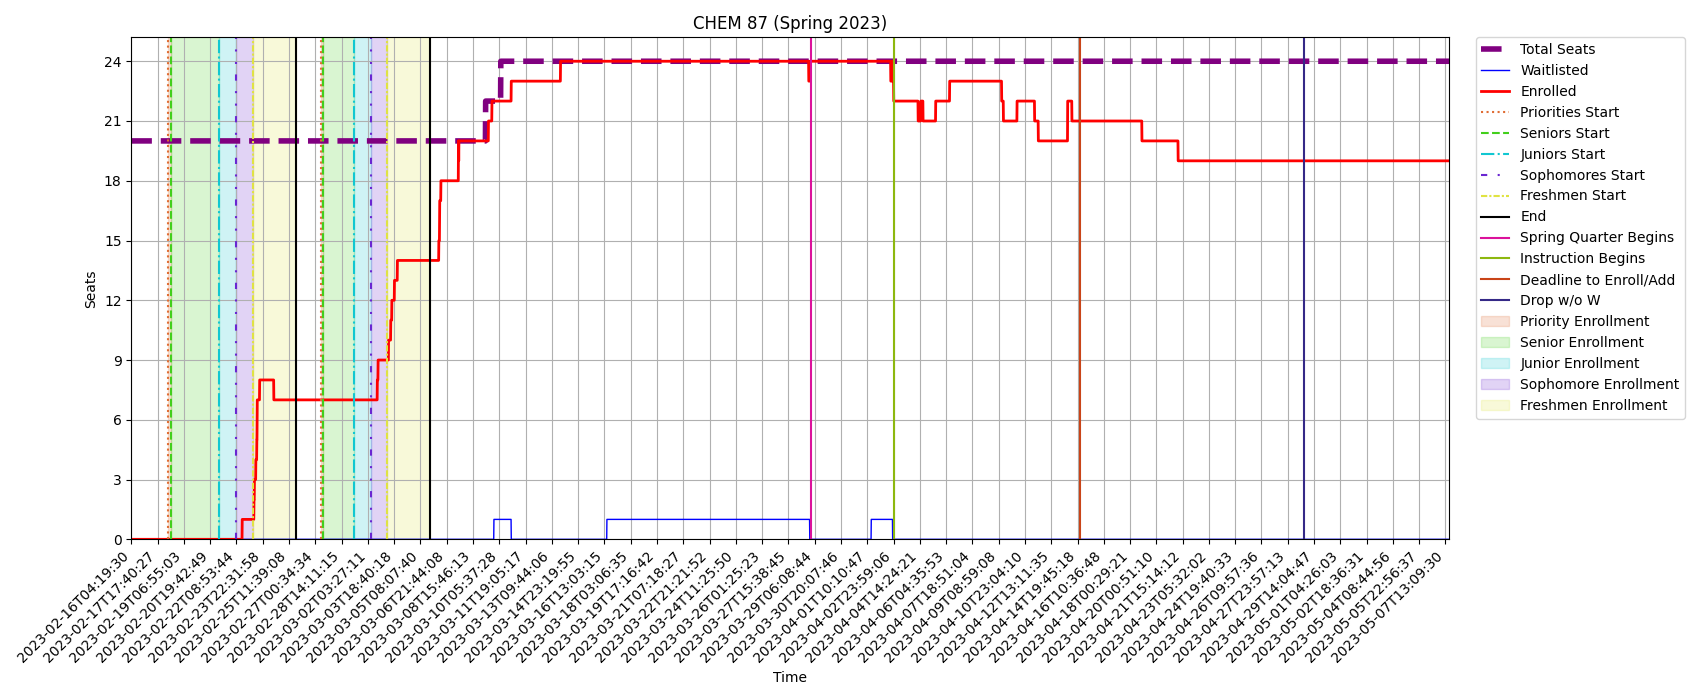 CHEM 87 (Spring 2023)
Seats
24
21
18
15
12
9
6
3
0
2023-02-16T04:19:30
2023-02-17T17:40:27
2023-02-19T06:55:03
2023-02-20T19:42:49
2023-02-22T08:53:44
2023-02-23T22:31:58
2023-02-25T11:39:08
2023-02-27T00:34:34
2023-02-28T14:11:15
2023-03-02T03:27:11
2023-03-03T18:40:18
2023-03-05T08:07:40
2023-03-06T21:44:08
2023-03-08T15:46:13
2023-03-10T05:37:28
2023-03-11T19:05:17
2023-03-13T09:44:06
2023-03-14T23:19:55
2023-03-16T13:03:15
2023-03-18T03:06:35
2023-03-19T17:16:42
2023-03-21T07:18:27
2023-03-22T21:21:52
2023-03-24T11:25:50
2023-03-26T01:25:23
2023-03-27T15:38:45
2023-03-29T06:08:44
2023-03-30T20:07:46
2023-04-01T10:10:47
2023-04-02T23:59:06
2023-04-04T14:24:21
2023-04-06T04:35:53
2023-04-07T18:51:04
2023-04-09T08:59:08
2023-04-10T23:04:10
2023-04-12T13:11:35
2023-04-14T19:45:18
2023-04-16T10:36:48
2023-04-18T00:29:21
2023-04-20T00:51:10
2023-04-21T15:14:12
2023-04-23T05:32:02
2023-04-24T19:40:33
2023-04-26T09:57:36
2023-04-27T23:57:13
2023-04-29T14:04:47
2023-05-01T04:26:03
2023-05-02T18:36:31
2023-05-04T08:44:56
2023-05-05T22:56:37
2023-05-07T13:09:30
Time
Total Seats
Waitlisted
Enrolled
Priorities Start
Seniors Start
Juniors Start
Sophomores Start
Freshmen Start
End
Spring Quarter Begins
Instruction Begins
Deadline to Enroll/Add
Drop w/o W
Priority Enrollment
Senior Enrollment
Junior Enrollment
Sophomore Enrollment
Freshmen Enrollment